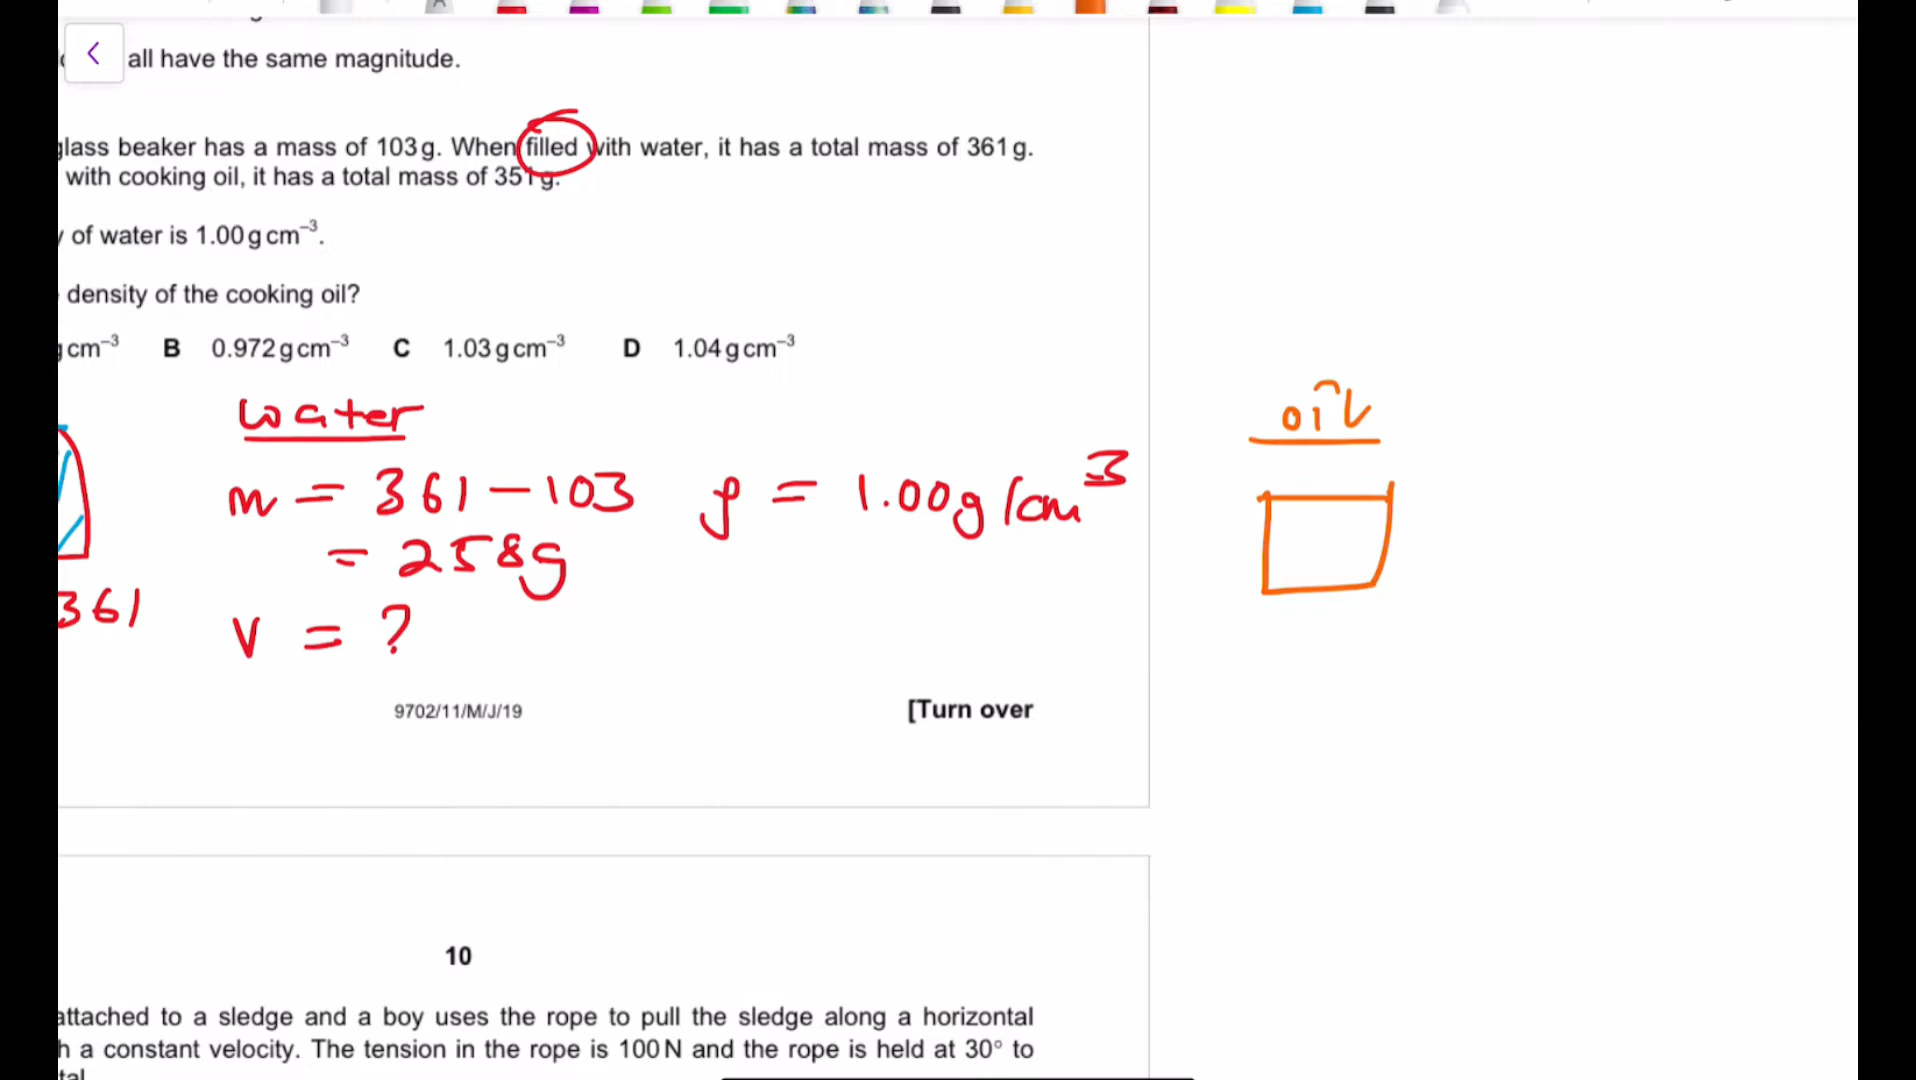 all have the same magnitude.
glass beaker has a mass of 103 g. When filled with water, it has a total mass of 361 g.
with cooking oil, it has a total mass of 351 g.
of water is 1.00 g cm⁻³.
density of the cooking oil?
g cm⁻³ B 0.972 g cm⁻³ C 1.03 g cm⁻³ D 1.04 g cm⁻³
water
oil
m = 361 - 103 ρ = 1.00g/cm³
= 258g
361
v = ?
9702/11/M/J/19
[Turn over
10
attached to a sledge and a boy uses the rope to pull the sledge along a horizontal
h a constant velocity. The tension in the rope is 100 N and the rope is held at 30° to
tal